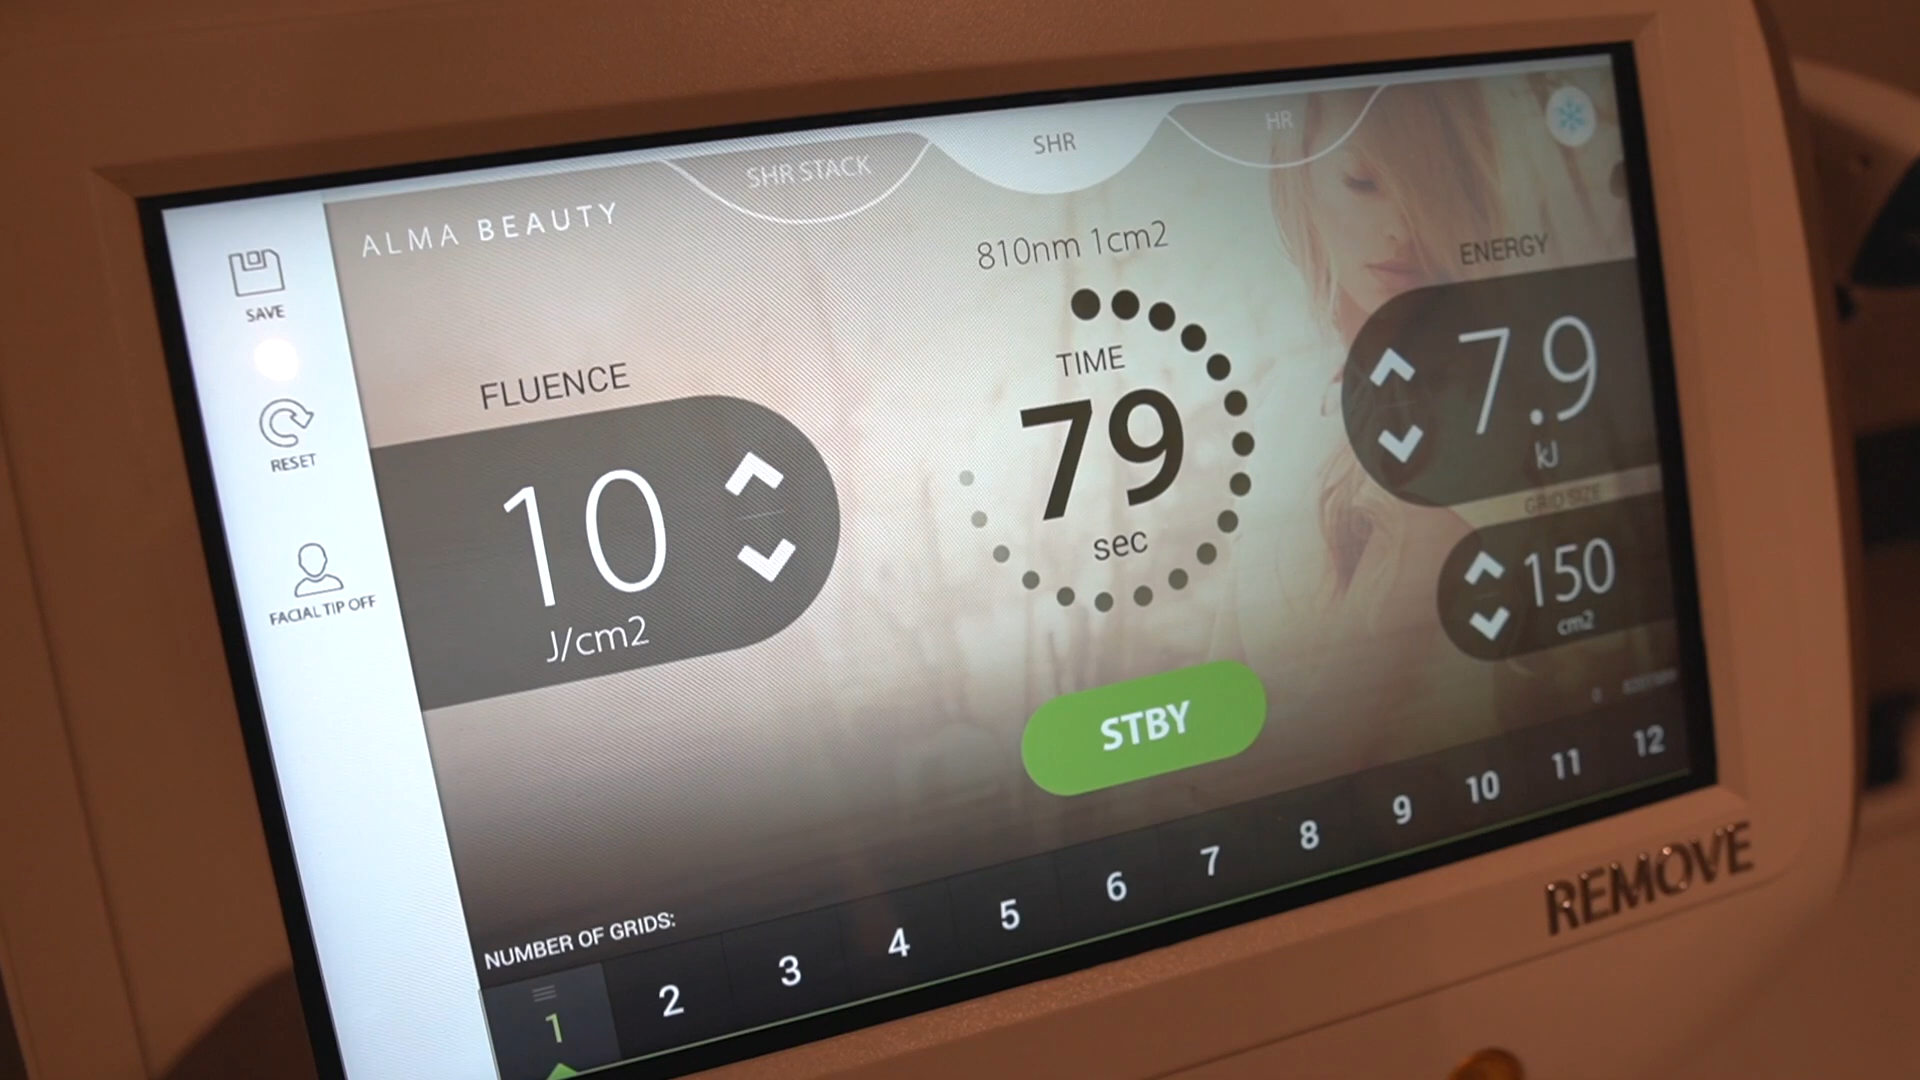 SHR STACK
SHR
HR
ALMA BEAUTY
SAVE
RESET
FACIAL TIP OFF
FLUENCE
10
J/cm2
810nm 1cm2
TIME
79
sec
ENERGY
7.9
kJ
GRID SIZE
150
cm2
STBY
NUMBER OF GRIDS:
1 2 3 4 5 6 7 8 9 10 11 12
REMOVE